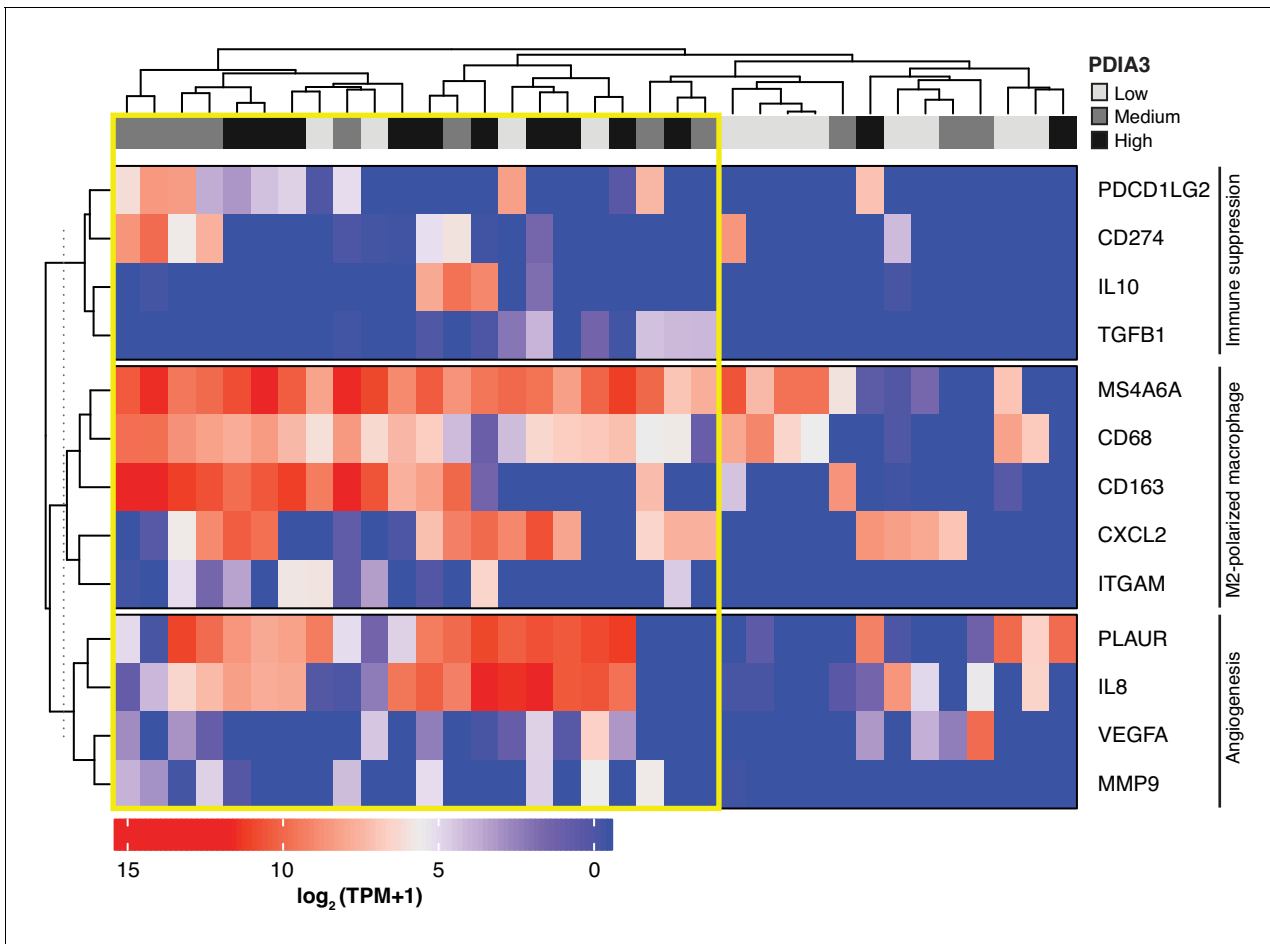 PDIA3
Low
Medium
High
PDCD1LG2
CD274
IL10
TGFB1
Immune suppression
MS4A6A
CD68
CD163
CXCL2
ITGAM
M2-polarized macrophage
PLAUR
IL8
VEGFA
MMP9
Angiogenesis
15 10 5 0
log₂ (TPM+1)